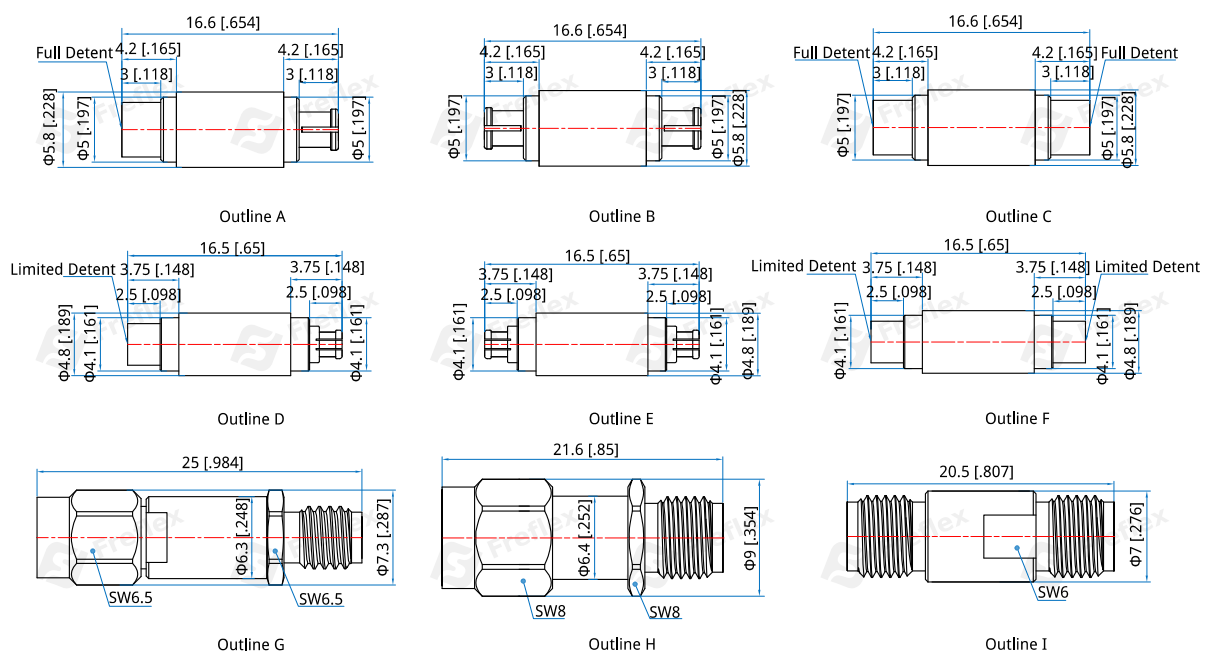 16.6 [.654]
Full Detent
4.2 [.165]
4.2 [.165]
3 [.118]
3 [.118]
Φ5.8 [.228]
Φ5 [.197]
Φ5 [.197]
Freflex
Outline A
16.6 [.654]
4.2 [.165]
4.2 [.165]
3 [.118]
3 [.118]
Φ5 [.197]
Φ5 [.197]
Φ5.8 [.228]
Freflex
Outline B
16.6 [.654]
Full Detent
4.2 [.165]
4.2 [.165]
Full Detent
3 [.118]
3 [.118]
Φ5 [.197]
Φ5 [.197]
Φ5.8 [.228]
Freflex
Outline C
16.5 [.65]
Limited Detent
3.75 [.148]
3.75 [.148]
2.5 [.098]
2.5 [.098]
Φ4.8 [.189]
Φ4.1 [.161]
Φ4.1 [.161]
Freflex
Outline D
16.5 [.65]
3.75 [.148]
3.75 [.148]
2.5 [.098]
2.5 [.098]
Φ4.1 [.161]
Φ4.1 [.161]
Φ4.8 [.189]
Freflex
Outline E
16.5 [.65]
Limited Detent
3.75 [.148]
3.75 [.148]
Limited Detent
2.5 [.098]
2.5 [.098]
Φ4.1 [.161]
Φ4.1 [.161]
Φ4.8 [.189]
Freflex
Outline F
25 [.984]
Φ6.3 [.248]
Φ7.3 [.287]
Freflex
SW6.5
SW6.5
Outline G
21.6 [.85]
Φ6.4 [.252]
Φ9 [.354]
Freflex
SW8
SW8
Outline H
20.5 [.807]
Φ7 [.276]
Freflex
SW6
Outline I